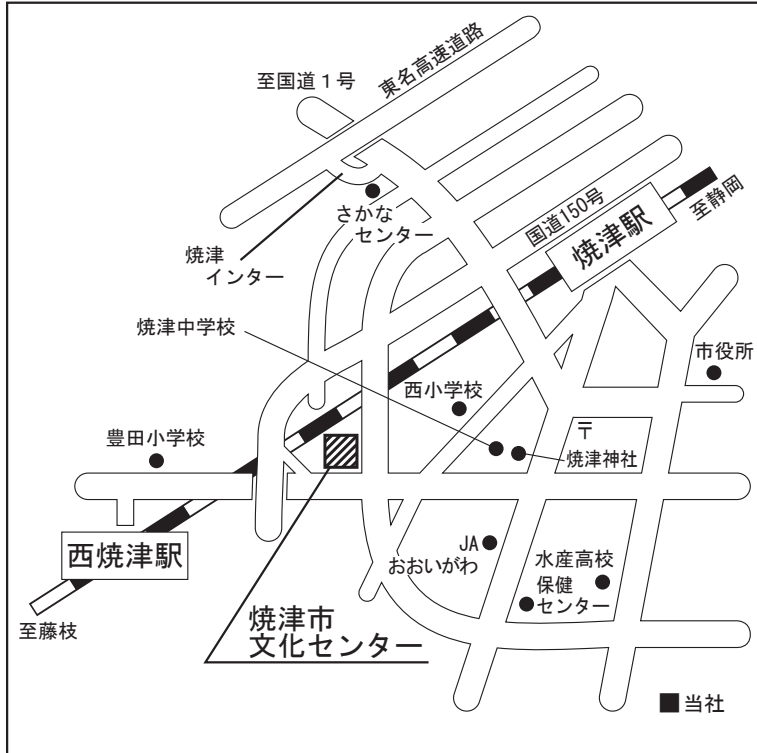 至国道1号
東名高速道路
さかな
センター
焼津
インター
国道150号
焼津駅
至静岡
焼津中学校
市役所
西小学校
豊田小学校
〒
焼津神社
西焼津駅
JA
おおいがわ
水産高校
保健
センター
至藤枝
焼津市
文化センター
■当社